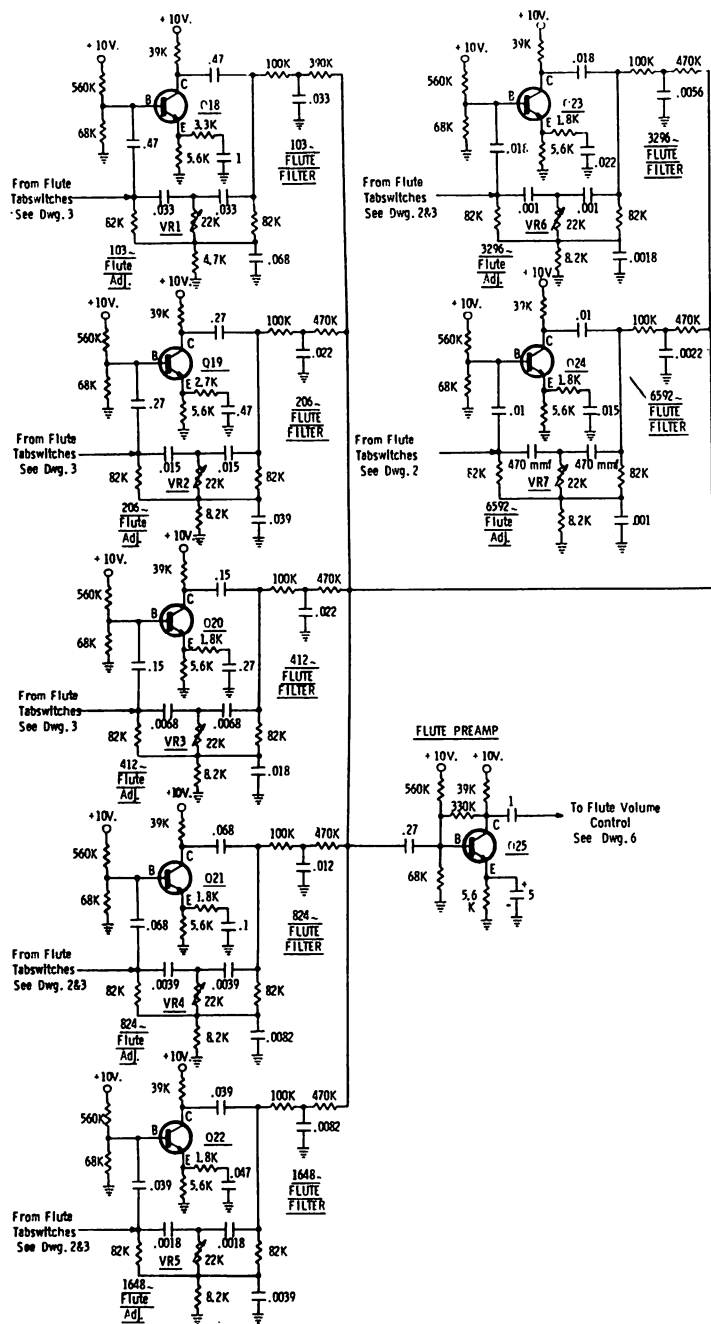 + 10V.
39K
+ 10V.
560K
.47
100K
390K
C
B
Q18
.033
3.3K
68K
E
.47
5.6K
1
103~
FLUTE
FILTER
From Flute
Tabswitches
See Dwg. 3
.033
.033
82K
VR1
22K
82K
103~
Flute
Adj.
4.7K
.068
+10V.
39K
+10V.
560K
.27
100K
470K
C
B
Q19
.022
2.7K
68K
E
.27
5.6K
.47
206~
FLUTE
FILTER
From Flute
Tabswitches
See Dwg. 3
.015
.015
82K
VR2
22K
82K
206~
Flute
Adj.
8.2K
.039
+10V.
39K
+10V.
560K
.15
100K
470K
C
B
Q20
.022
1.8K
68K
E
.15
5.6K
.27
412~
FLUTE
FILTER
From Flute
Tabswitches
See Dwg. 3
.0068
.0068
82K
VR3
22K
82K
412~
Flute
Adj.
8.2K
.018
+10V.
39K
+10V.
560K
.068
100K
470K
C
B
Q21
.012
1.8K
68K
E
.068
5.6K
.1
824~
FLUTE
FILTER
From Flute
Tabswitches
See Dwg. 2&3
.0039
.0039
82K
VR4
22K
82K
824~
Flute
Adj.
8.2K
.0082
+10V.
39K
+10V.
560K
.039
100K
470K
C
B
Q22
.0082
1.8K
68K
E
.039
5.6K
.047
1648~
FLUTE
FILTER
From Flute
Tabswitches
See Dwg. 2&3
.0018
.0018
82K
VR5
22K
82K
1648~
Flute
Adj.
8.2K
.0039
+ 10V.
39K
+ 10V.
560K
.018
100K
470K
C
B
Q23
.0056
1.8K
68K
E
.018
5.6K
.022
3296~
FLUTE
FILTER
From Flute
Tabswitches
See Dwg. 2&3
.001
.001
82K
VR6
22K
82K
3296~
Flute
Adj.
8.2K
.0018
+10V.
39K
+10V.
560K
.01
100K
470K
C
B
Q24
.0022
1.8K
68K
E
.01
5.6K
.015
6592~
FLUTE
FILTER
From Flute
Tabswitches
See Dwg. 2
470 mmf
470 mmf
82K
VR7
22K
82K
6592~
Flute
Adj.
8.2K
.001
FLUTE PREAMP
+ 10V.
+ 10V.
560K
39K
330K
1
.27
C
B
Q25
To Flute Volume
Control
See Dwg. 6
68K
E
5.6
K
+
-
5